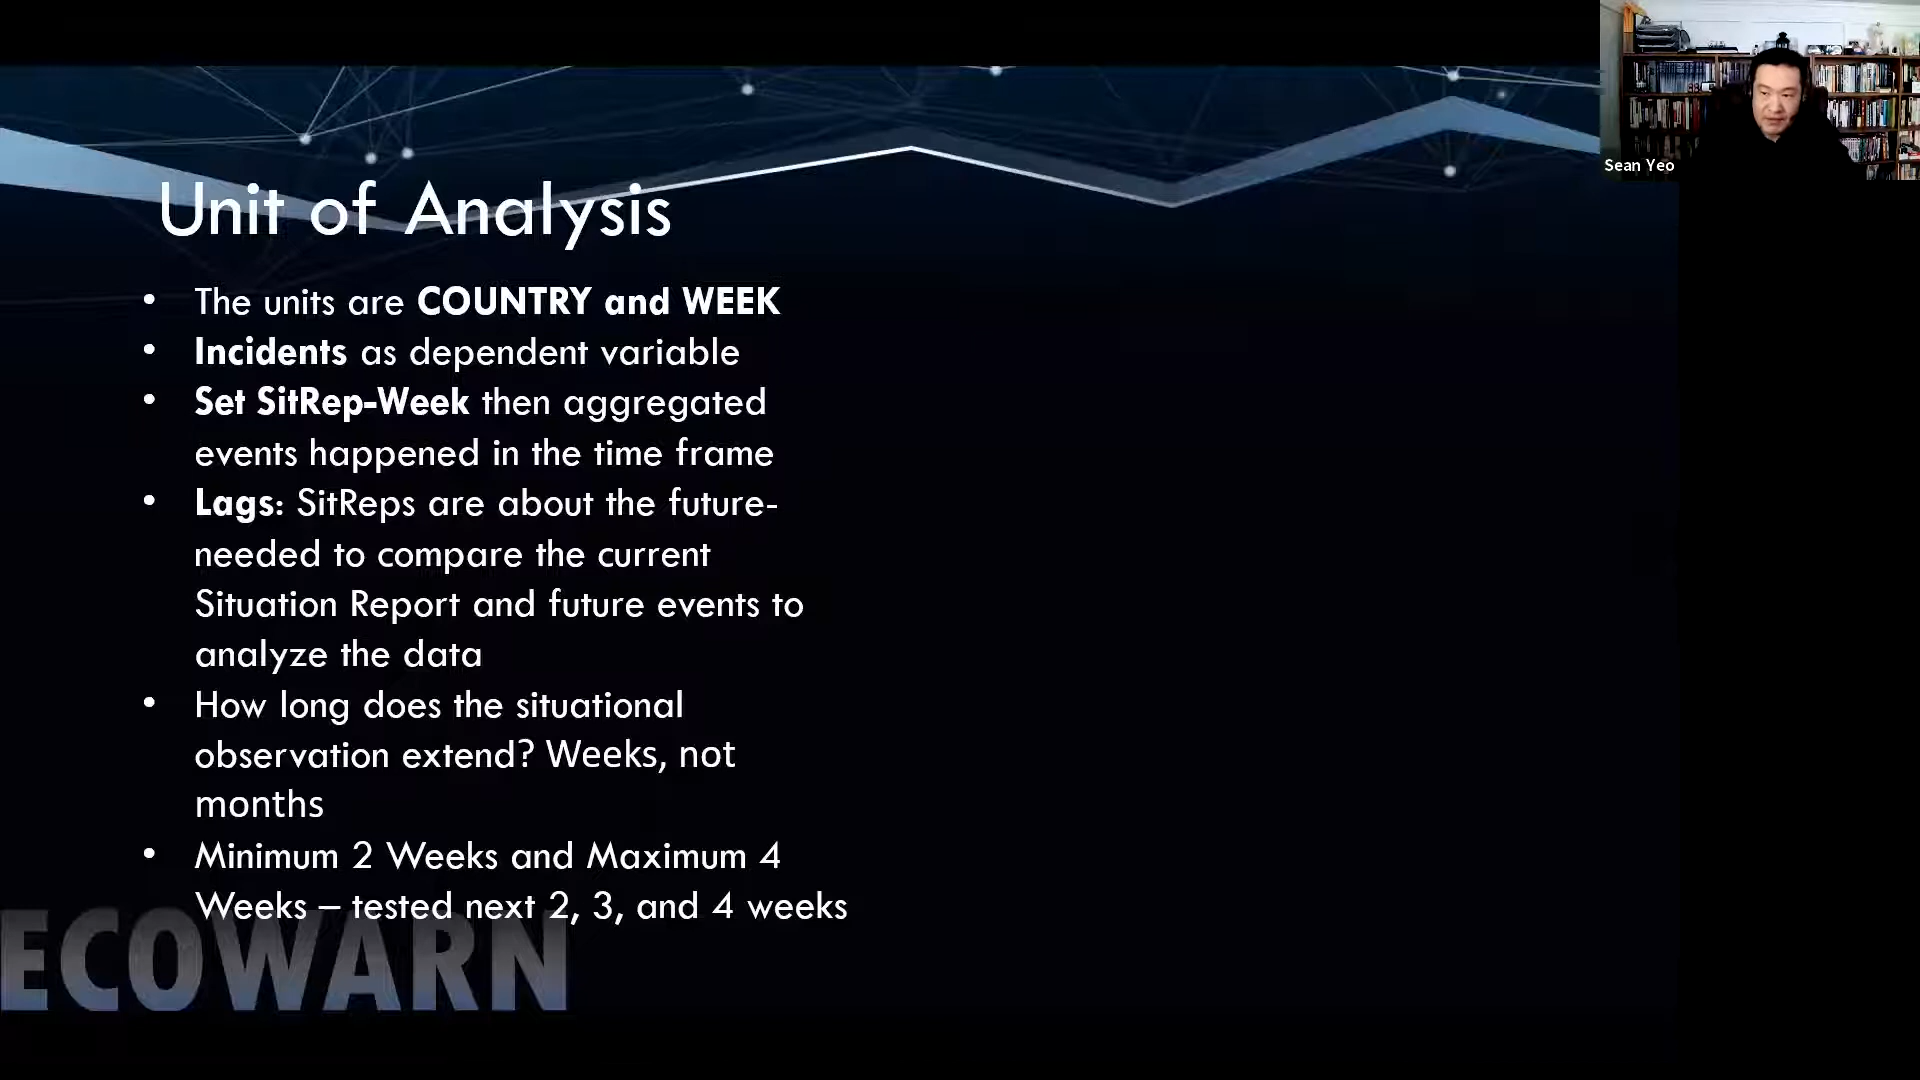 Sean Yeo
Unit of Analysis
• The units are COUNTRY and WEEK
• Incidents as dependent variable
• Set SitRep-Week then aggregated
events happened in the time frame
• Lags: SitReps are about the future-
needed to compare the current
Situation Report and future events to
analyze the data
• How long does the situational
observation extend? Weeks, not
months
• Minimum 2 Weeks and Maximum 4
Weeks – tested next 2, 3, and 4 weeks
ECOWARN